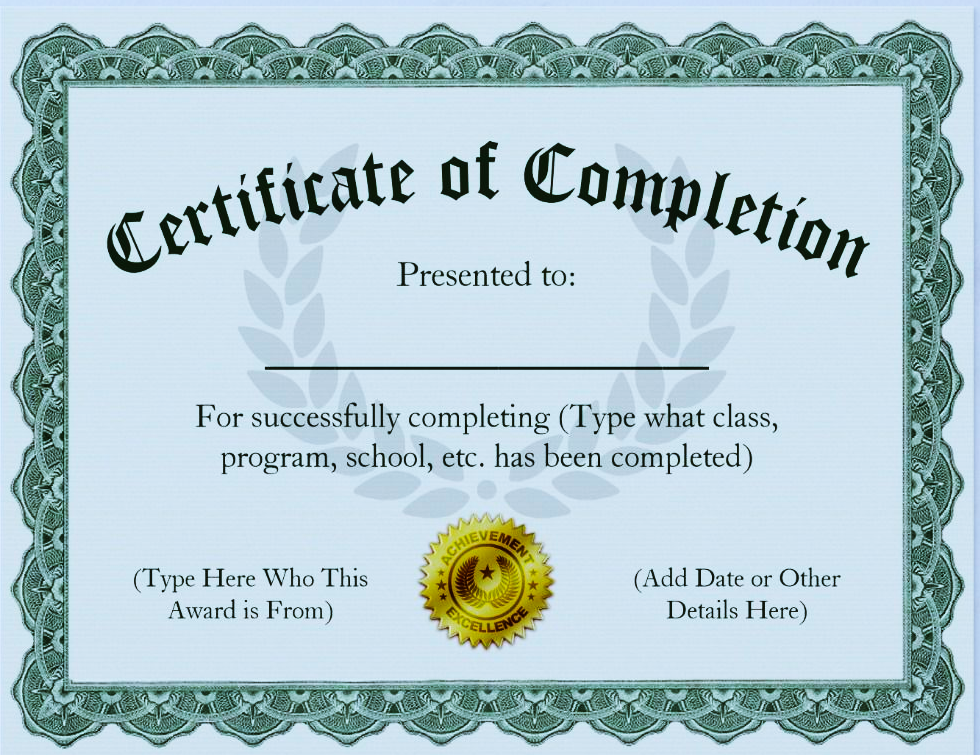 Certificate of Completion
Presented to:
For successfully completing (Type what class,
program, school, etc. has been completed)
ACHIEVEMENT
EXCELLENCE
(Type Here Who This
Award is From)
(Add Date or Other
Details Here)